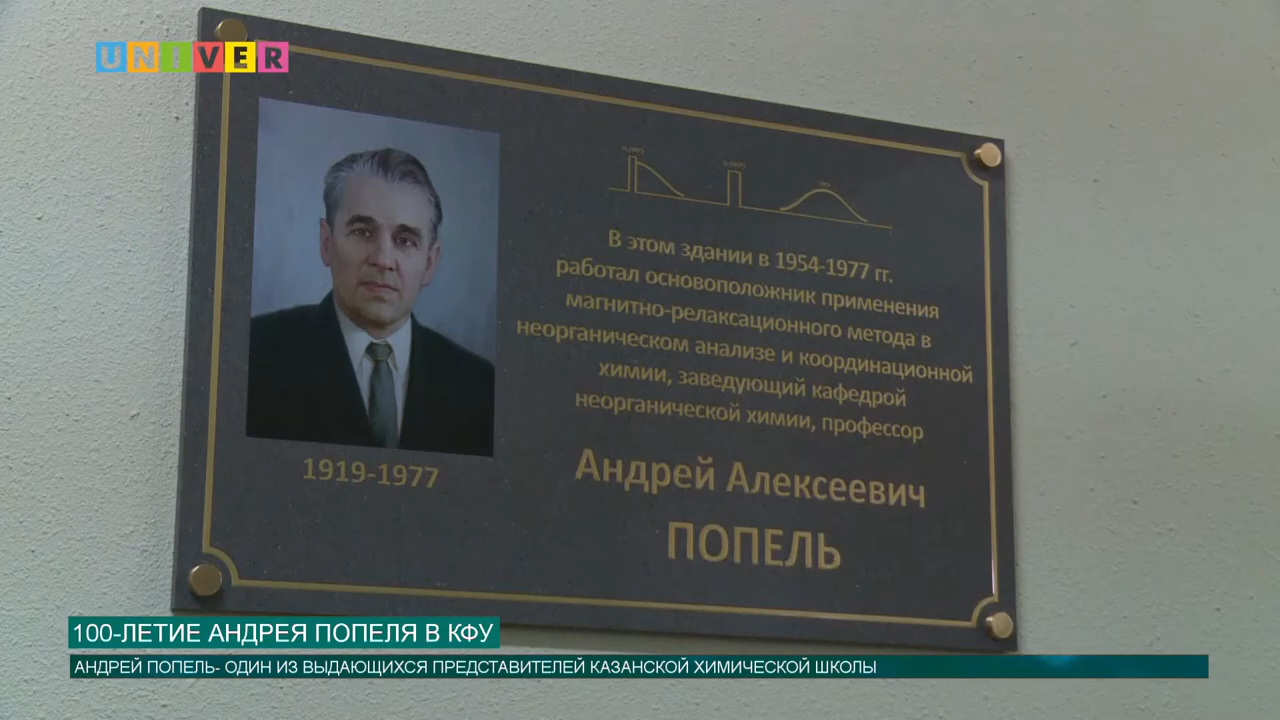 UNIVER
В этом здании в 1954-1977 гг.
работал основоположник применения
магнитно-релаксационного метода в
неорганическом анализе и координационной
химии, заведующий кафедрой
неорганической химии, профессор
Андрей Алексеевич
ПОПЕЛЬ
1919-1977
100-ЛЕТИЕ АНДРЕЯ ПОПЕЛЯ В КФУ
АНДРЕЙ ПОПЕЛЬ- ОДИН ИЗ ВЫДАЮЩИХСЯ ПРЕДСТАВИТЕЛЕЙ КАЗАНСКОЙ ХИМИЧЕСКОЙ ШКОЛЫ